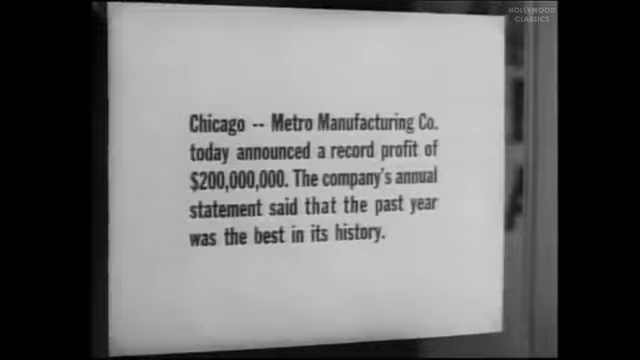 HOLLYWOOD
CLASSICS
Chicago -- Metro Manufacturing Co.
today announced a record profit of
$200,000,000. The company's annual
statement said that the past year
was the best in its history.